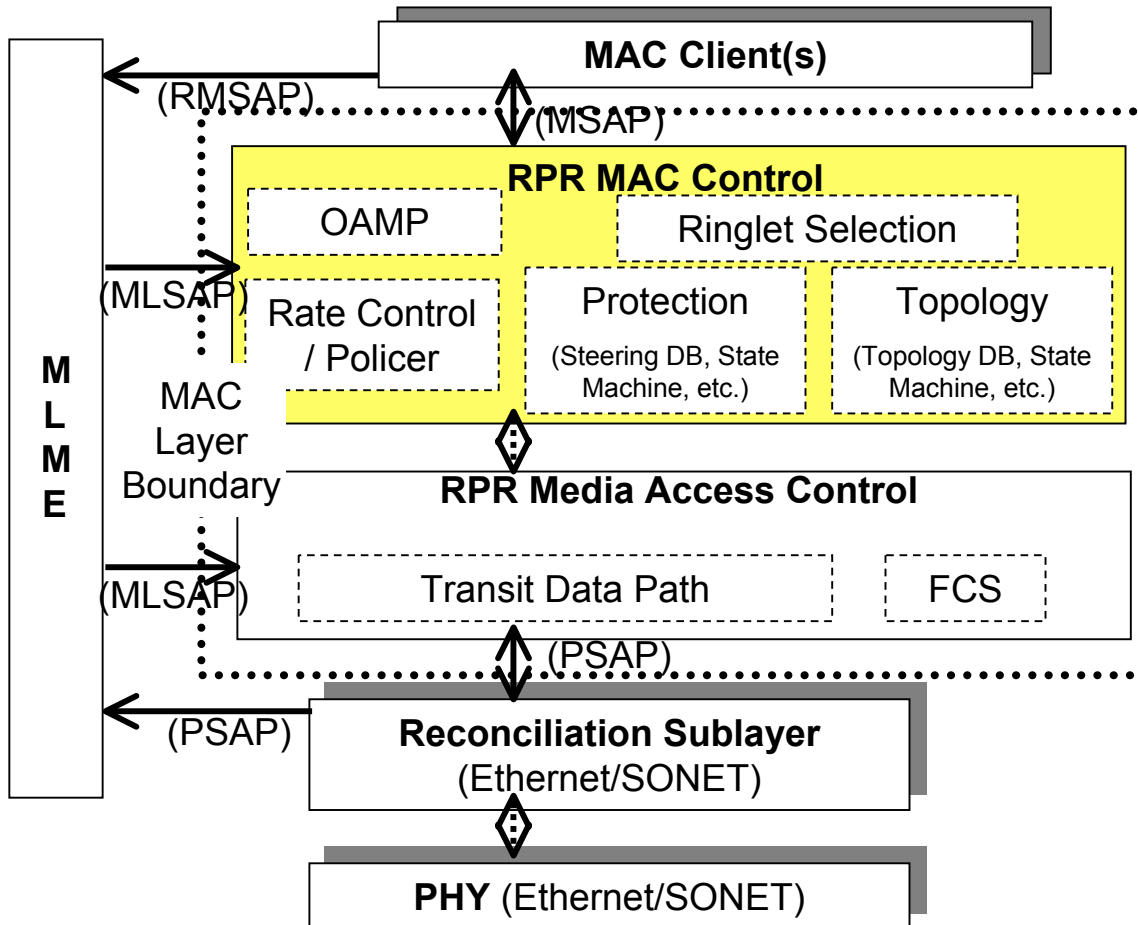 MAC Client(s)
(RMSAP)
(MSAP)
RPR MAC Control
OAMP
Ringlet Selection
(MLSAP)
Rate Control
/ Policer
Protection
(Steering DB, State
Machine, etc.)
Topology
(Topology DB, State
Machine, etc.)
M
L
M
E
MAC
Layer
Boundary
RPR Media Access Control
(MLSAP)
Transit Data Path
FCS
(PSAP)
(PSAP)
Reconciliation Sublayer
(Ethernet/SONET)
PHY (Ethernet/SONET)